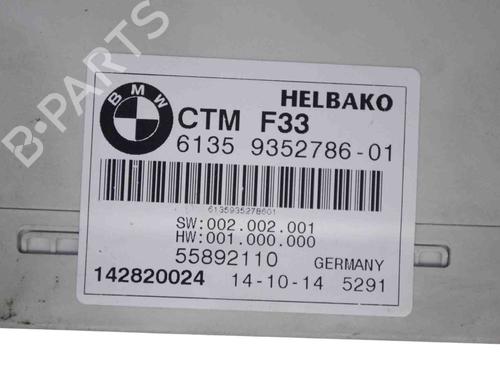 B-PARTS
BMW
HELBAKO
CTM F33
6135 9352786-01
6135935278601
SW:002.002.001
HW:001.000.000
55892110 GERMANY
142820024 14-10-14 5291